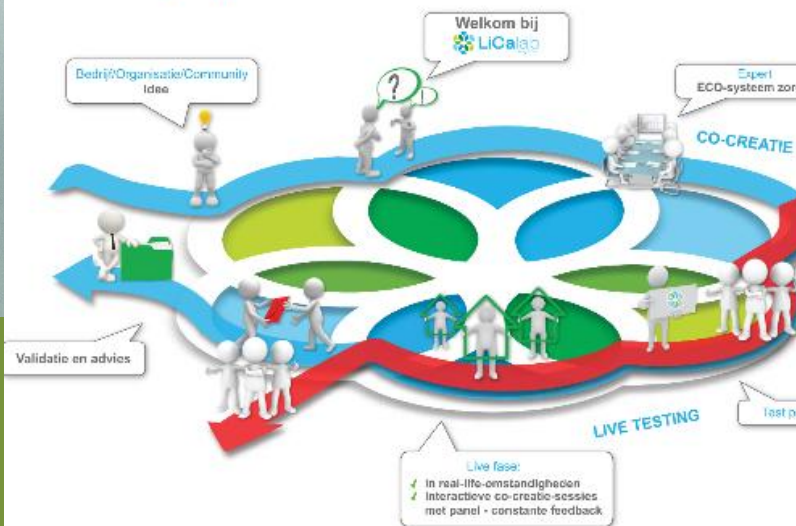 Welkom bij
LiCalab
Bedrijf/Organisatie/Community
Idee
?
Expert
ECO-systeem zor
CO-CREATIE
Validatie en advies
LIVE TESTING
Test p
Live fase:
✓ In real-life-omstandigheden
✓ Interactieve co-creatie-sessies
met panel - constante feedback